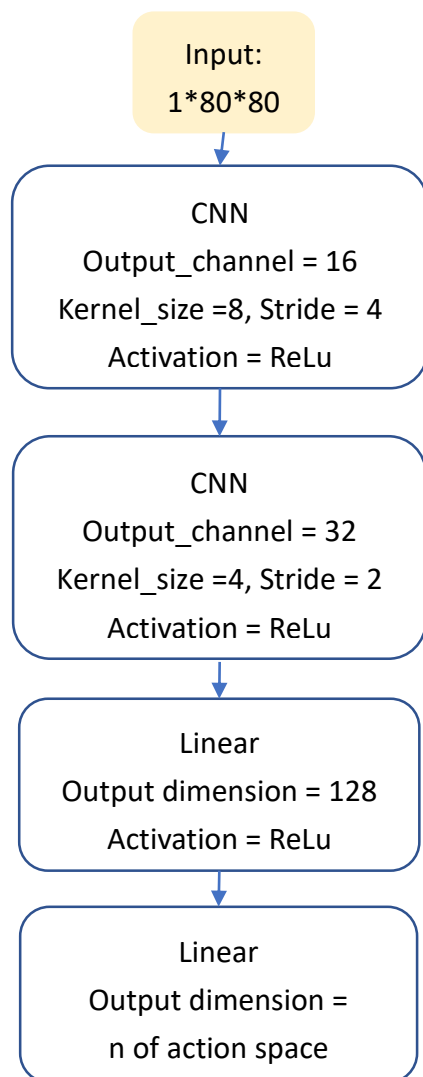 Input:
1*80*80
CNN
Output_channel = 16
Kernel_size =8, Stride = 4
Activation = ReLu
CNN
Output_channel = 32
Kernel_size =4, Stride = 2
Activation = ReLu
Linear
Output dimension = 128
Activation = ReLu
Linear
Output dimension =
n of action space